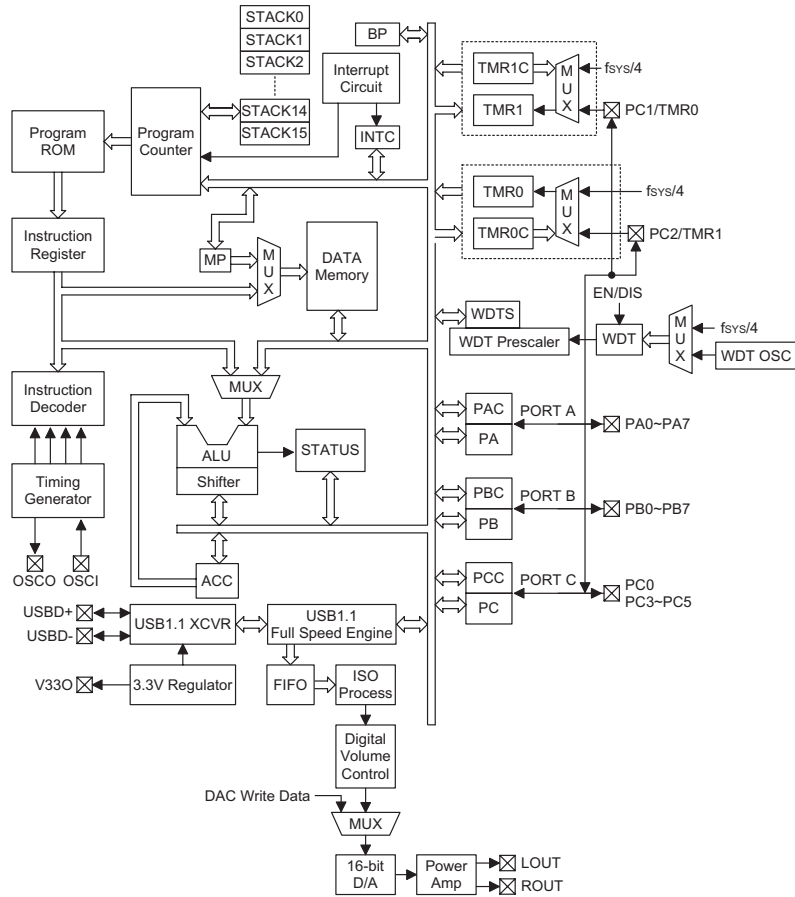 STACK0
STACK1
STACK2
STACK14
STACK15
BP
Interrupt
Circuit
INTC
Program
ROM
Program
Counter
Instruction
Register
MP
M
U
X
DATA
Memory
MUX
Instruction
Decoder
ALU
Shifter
STATUS
Timing
Generator
OSCO
OSCI
ACC
TMR1C
TMR1
M
U
X
fSYS/4
PC1/TMR0
TMR0
TMR0C
M
U
X
fSYS/4
PC2/TMR1
EN/DIS
WDTS
WDT Prescaler
WDT
M
U
X
fSYS/4
WDT OSC
PAC
PA
PORT A
PA0~PA7
PBC
PB
PORT B
PB0~PB7
PCC
PC
PORT C
PC0
PC3~PC5
USBD+
USBD-
USB1.1 XCVR
USB1.1
Full Speed Engine
V33O
3.3V Regulator
FIFO
ISO
Process
Digital
Volume
Control
DAC Write Data
MUX
16-bit
D/A
Power
Amp
LOUT
ROUT